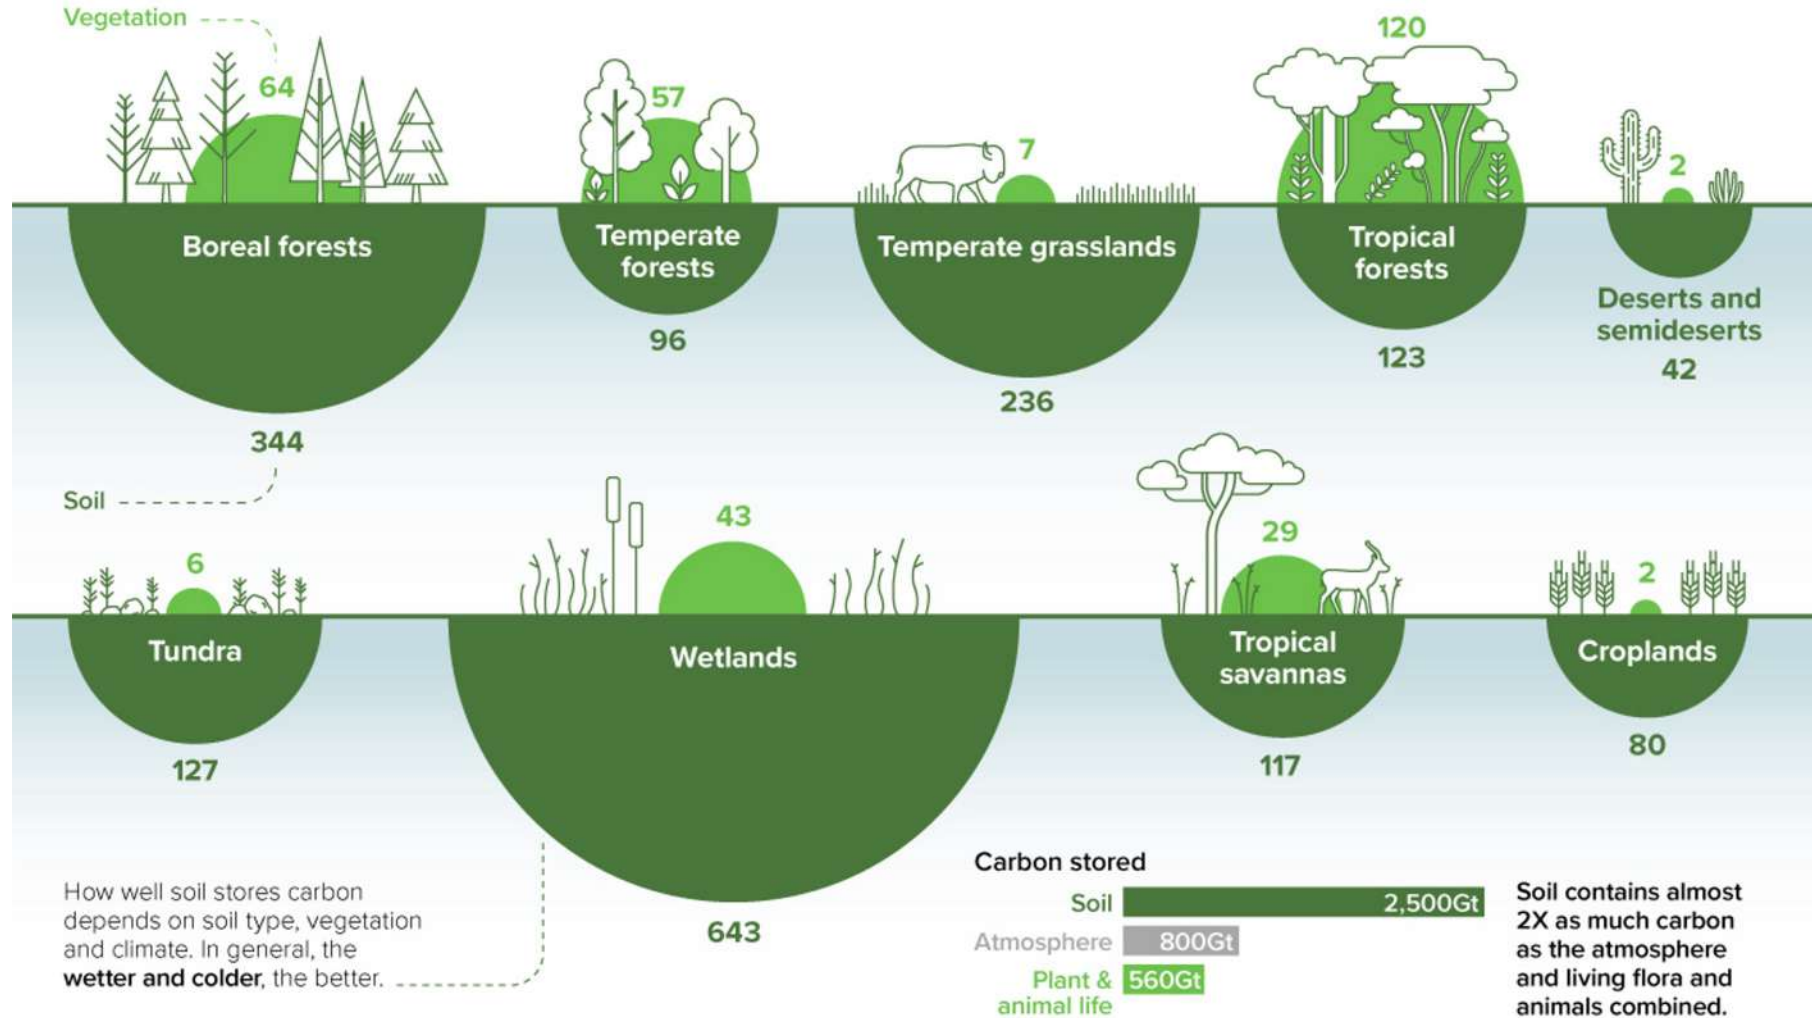 Vegetation
64
57
7
120
2
Boreal forests
Temperate
forests
Temperate grasslands
Tropical
forests
Deserts and
semideserts
344
96
236
123
42
Soil
6
43
29
2
Tundra
Wetlands
Tropical
savannas
Croplands
127
643
117
80
How well soil stores carbon
depends on soil type, vegetation
and climate. In general, the
wetter and colder, the better.
Carbon stored
Soil 2,500Gt
Atmosphere 800Gt
Plant & 560Gt
animal life
Soil contains almost
2X as much carbon
as the atmosphere
and living flora and
animals combined.